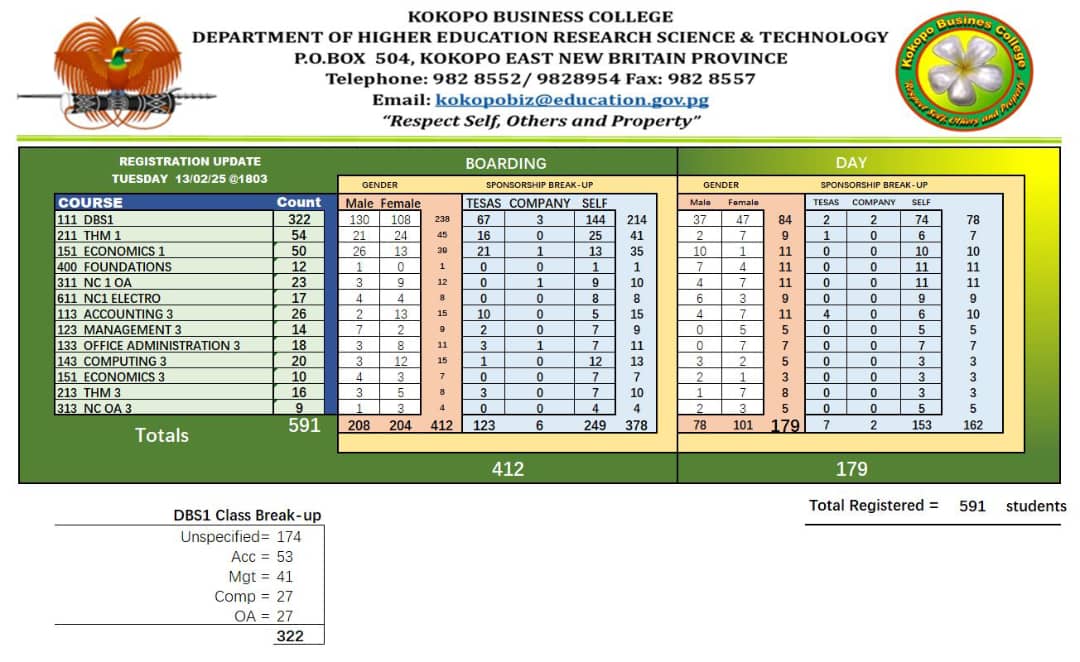 KOKOPO BUSINESS COLLEGE
DEPARTMENT OF HIGHER EDUCATION RESEARCH SCIENCE & TECHNOLOGY
P.O.BOX 504, KOKOPO EAST NEW BRITAIN PROVINCE
Telephone: 982 8552/ 9828954 Fax: 982 8557
Email: kokopobiz@education.gov.pg
“Respect Self, Others and Property”
Kokopo Busines College
Respect Self, Others and Property
REGISTRATION UPDATE
TUESDAY 13/02/25 @1803
BOARDING DAY
GENDER SPONSORSHIP BREAK-UP GENDER SPONSORSHIP BREAK-UP
COURSE Count Male Female TESAS COMPANY SELF Male Female TESAS COMPANY SELF
111 DBS1 322 130 108 238 67 3 144 214 37 47 84 2 2 74 78
211 THM 1 54 21 24 45 16 0 25 41 2 7 9 1 0 6 7
151 ECONOMICS 1 50 26 13 39 21 1 13 35 10 1 11 0 0 10 10
400 FOUNDATIONS 12 1 0 1 0 0 1 1 7 4 11 0 0 11 11
311 NC 1 OA 23 3 9 12 0 1 9 10 4 7 11 0 0 11 11
611 NC1 ELECTRO 17 4 4 8 0 0 8 8 6 3 9 0 0 9 9
113 ACCOUNTING 3 26 2 13 15 10 0 5 15 4 7 11 4 0 6 10
123 MANAGEMENT 3 14 7 2 9 2 0 7 9 0 5 5 0 0 5 5
133 OFFICE ADMINISTRATION 3 18 3 8 11 3 1 7 11 0 7 7 0 0 7 7
143 COMPUTING 3 20 3 12 15 1 0 12 13 3 2 5 0 0 3 3
151 ECONOMICS 3 10 4 3 7 0 0 7 7 2 1 3 0 0 3 3
213 THM 3 16 3 5 8 3 0 7 10 1 7 8 0 0 3 3
313 NC OA 3 9 1 3 4 0 0 4 4 2 3 5 0 0 5 5
Totals 591 208 204 412 123 6 249 378 78 101 179 7 2 153 162
412 179
Total Registered = 591 students
DBS1 Class Break-up
Unspecified= 174
Acc = 53
Mgt = 41
Comp = 27
OA = 27
322